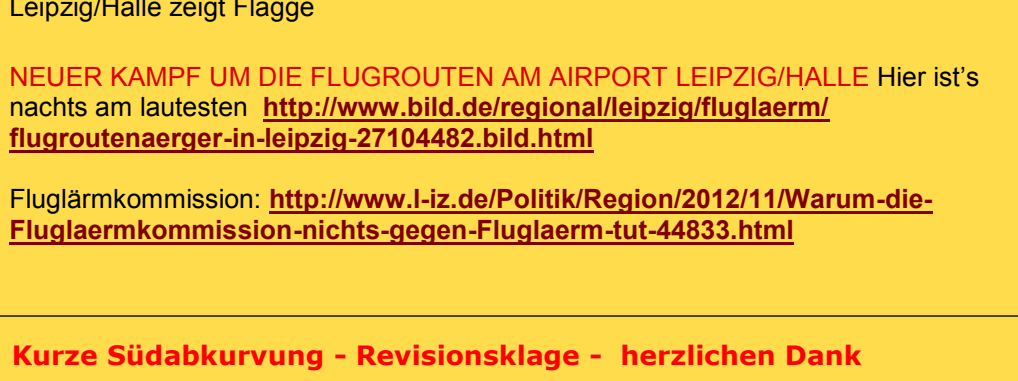 Leipzig/Halle zeigt Flagge
NEUER KAMPF UM DIE FLUGROUTEN AM AIRPORT LEIPZIG/HALLE Hier ist's
nachts am lautesten http://www.bild.de/regional/leipzig/fluglaerm/
flugroutenaerger-in-leipzig-27104482.bild.html
Fluglärmkommission: http://www.l-iz.de/Politik/Region/2012/11/Warum-die-
Fluglaermkommission-nichts-gegen-Fluglaerm-tut-44833.html
Kurze Südabkurvung - Revisionsklage - herzlichen Dank